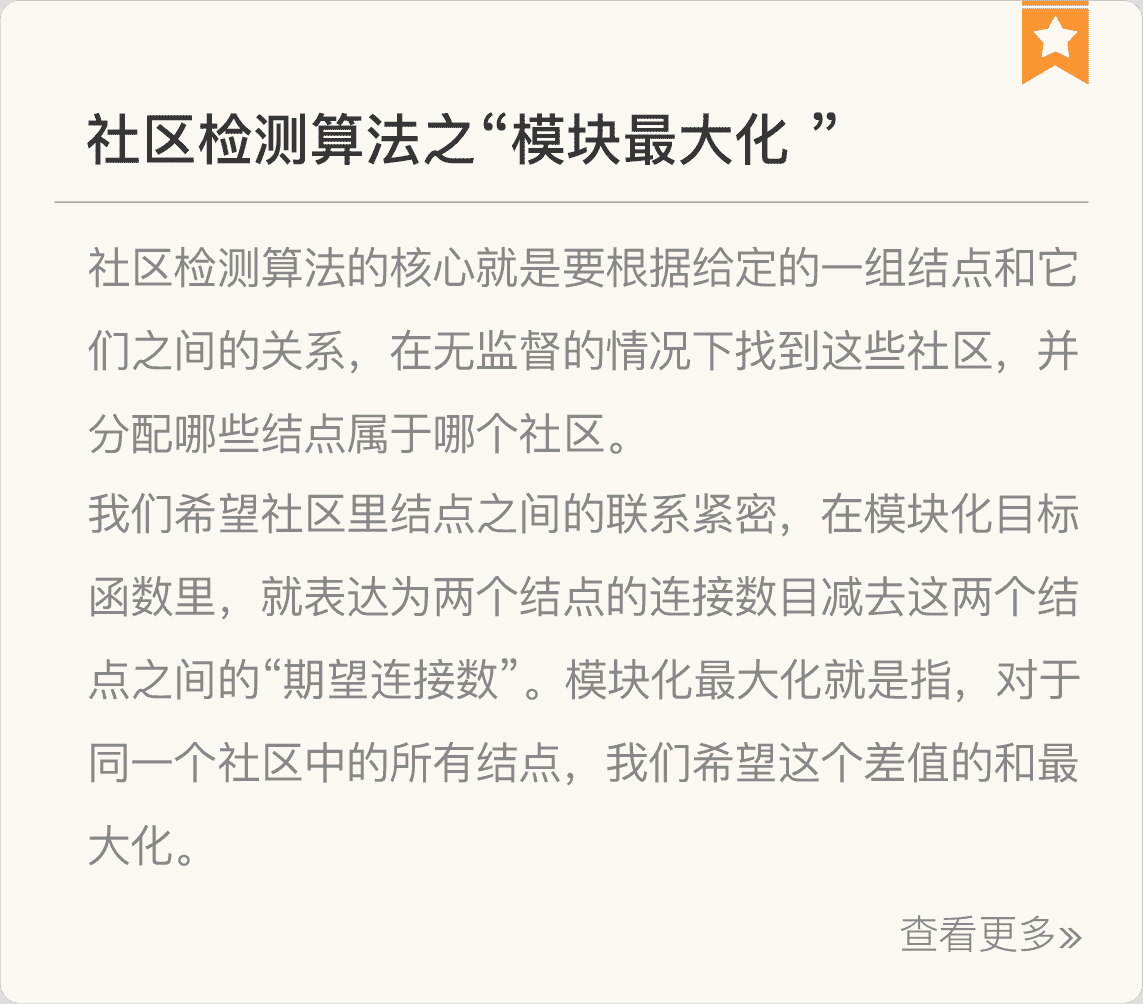 社区检测算法之“模块最大化 ”
社区检测算法的核心就是要根据给定的一组结点和它
们之间的关系，在无监督的情况下找到这些社区，并
分配哪些结点属于哪个社区。
我们希望社区里结点之间的联系紧密，在模块化目标
函数里，就表达为两个结点的连接数目减去这两个结
点之间的“期望连接数”。模块化最大化就是指，对于
同一个社区中的所有结点，我们希望这个差值的和最
大化。
查看更多»